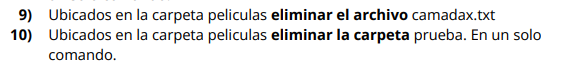 9) Ubicados en la carpeta peliculas eliminar el archivo camadax.txt
10) Ubicados en la carpeta peliculas eliminar la carpeta prueba. En un solo
comando.